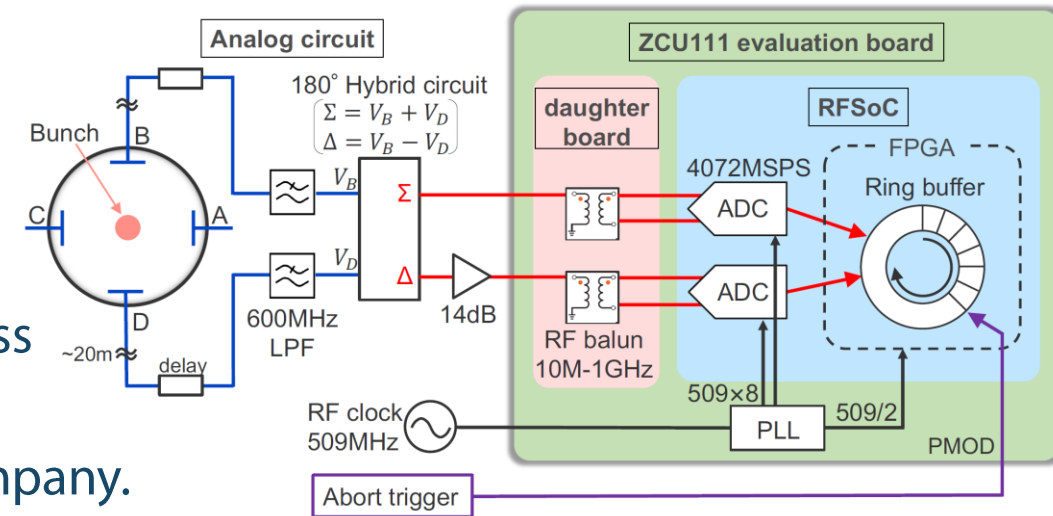 Analog circuit
ZCU111 evaluation board
180° Hybrid circuit
Σ = V_B + V_D
Δ = V_B − V_D
daughter
board
RFSoC
Bunch
B
C
A
D
V_B
V_D
Σ
Δ
4072MSPS
ADC
ADC
FPGA
Ring buffer
600MHz
LPF
14dB
RF balun
10M-1GHz
ss
~20m
delay
509×8
509/2
RF clock
509MHz
PLL
PMOD
mpany.
Abort trigger